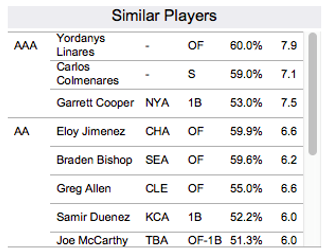 Similar Players
AAA Yordanys Linares - OF 60.0% 7.9
Carlos Colmenares - S 59.0% 7.1
Garrett Cooper NYA 1B 53.0% 7.5
AA Eloy Jimenez CHA OF 59.9% 6.6
Braden Bishop SEA OF 59.6% 6.2
Greg Allen CLE OF 55.0% 6.6
Samir Duenez KCA 1B 52.2% 6.0
Joe McCarthy TBA OF-1B 51.3% 6.0